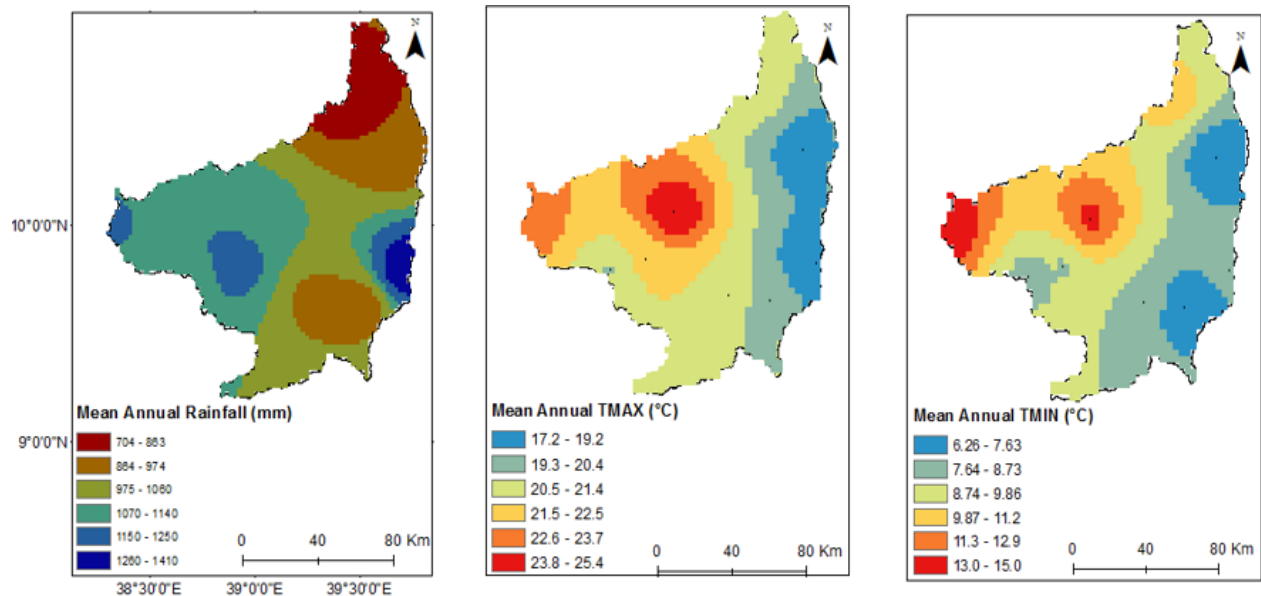 N
10°0'0"N
9°0'0"N
Mean Annual Rainfall (mm)
704 - 863
864 - 974
975 - 1060
1070 - 1140
1150 - 1250
1260 - 1410
0 40 80 Km
38°30'0"E 39°0'0"E 39°30'0"E
N
Mean Annual TMAX (°C)
17.2 - 19.2
19.3 - 20.4
20.5 - 21.4
21.5 - 22.5
22.6 - 23.7
23.8 - 25.4
0 40 80 Km
N
Mean Annual TMIN (°C)
6.26 - 7.63
7.64 - 8.73
8.74 - 9.86
9.87 - 11.2
11.3 - 12.9
13.0 - 15.0
0 40 80 Km